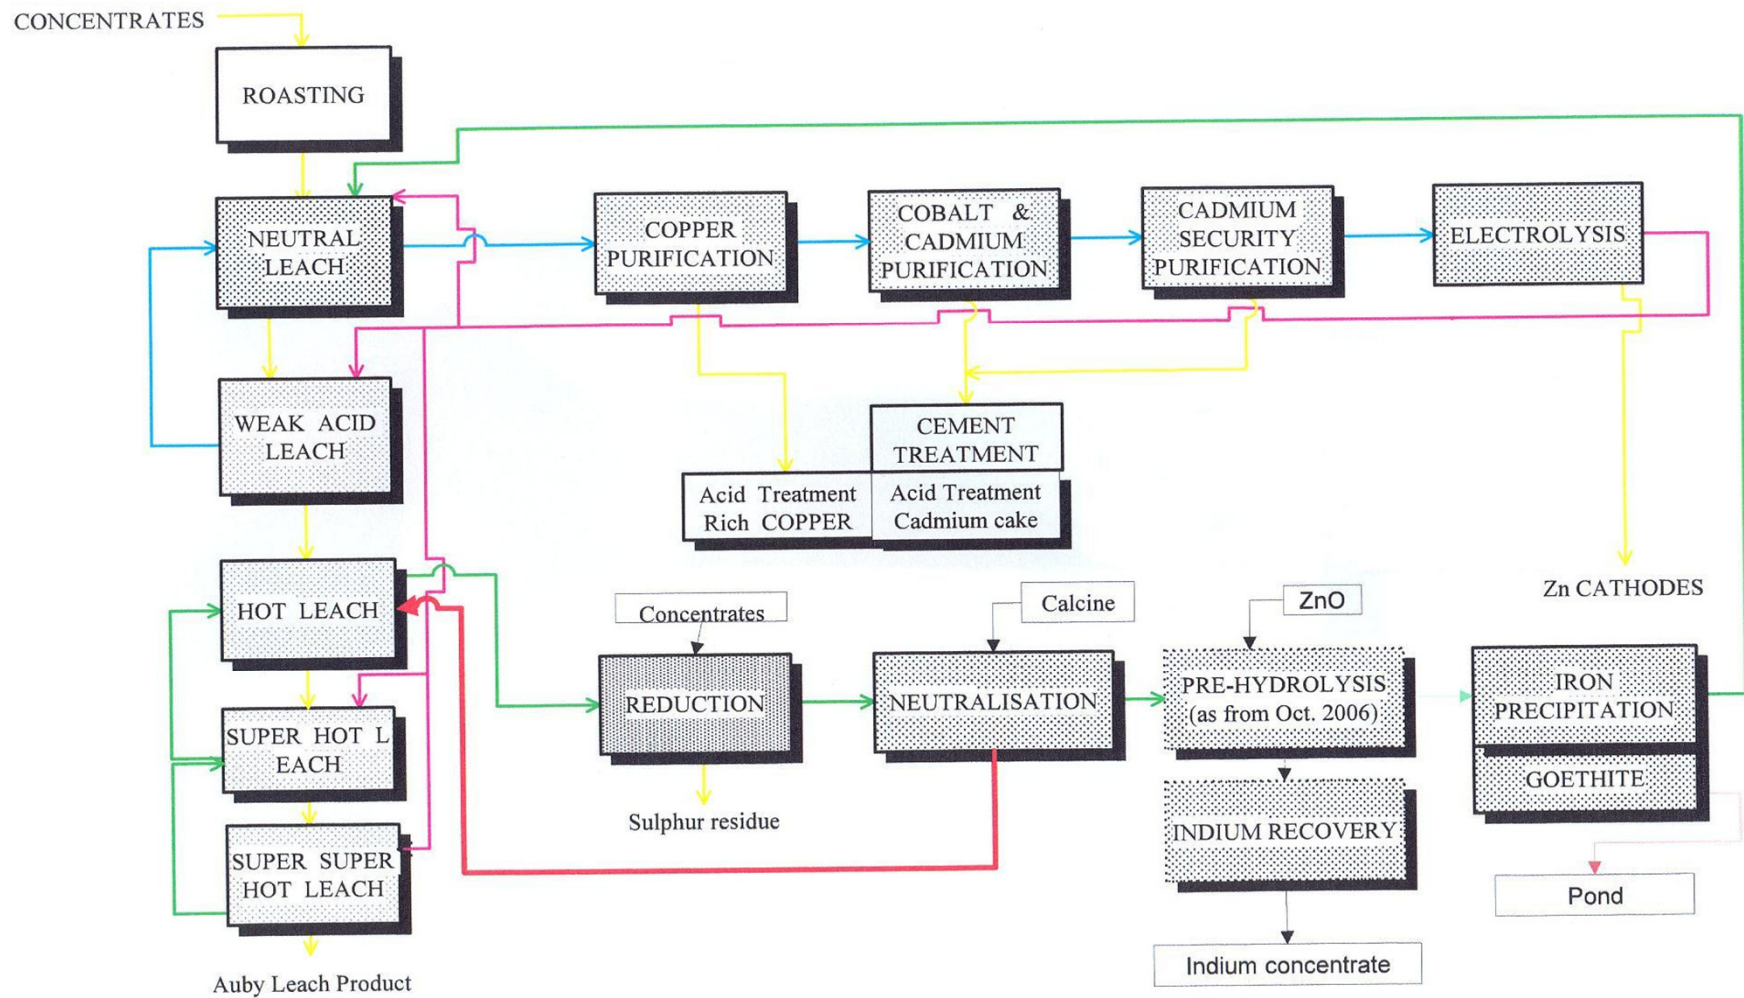 CONCENTRATES
ROASTING
NEUTRAL
LEACH
COPPER
PURIFICATION
COBALT &
CADMIUM
PURIFICATION
CADMIUM
SECURITY
PURIFICATION
ELECTROLYSIS
WEAK ACID
LEACH
CEMENT
TREATMENT
Acid Treatment
Rich COPPER
Acid Treatment
Cadmium cake
HOT LEACH
Concentrates
Calcine
ZnO
Zn CATHODES
REDUCTION
NEUTRALISATION
PRE-HYDROLYSIS
(as from Oct. 2006)
IRON
PRECIPITATION
GOETHITE
SUPER HOT L
EACH
Sulphur residue
INDIUM RECOVERY
SUPER SUPER
HOT LEACH
Pond
Auby Leach Product
Indium concentrate